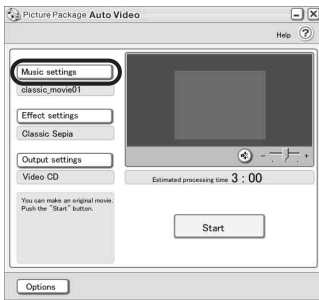 Picture Package Auto Video
Help
Music settings
classic_movie01
Effect settings
Classic Sepia
Output settings
Video CD
- +
Estimated processing time 3 : 00
You can make an original movie.
Push the "Start" button.
Start
Options